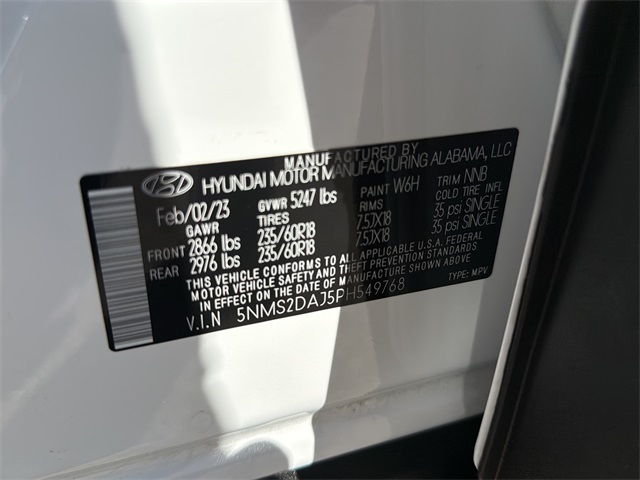 MANUFACTURED BY
HYUNDAI MOTOR MANUFACTURING ALABAMA, LLC
Feb/02/23 GVWR 5247 lbs PAINT W6H TRIM NNB
GAWR TIRES RIMS COLD TIRE INFL
FRONT 2866 lbs 235/60R18 7.5JX18 35 psi SINGLE
REAR 2976 lbs 235/60R18 7.5JX18 35 psi SINGLE
THIS VEHICLE CONFORMS TO ALL APPLICABLE U.S.A. FEDERAL
MOTOR VEHICLE SAFETY BUMPER, AND THEFT PREVENTION STANDARDS
IN EFFECT ON THE DATE OF MANUFACTURE SHOWN ABOVE.
V.I.N 5NMS2DAJ5PH549768 TYPE: MPV